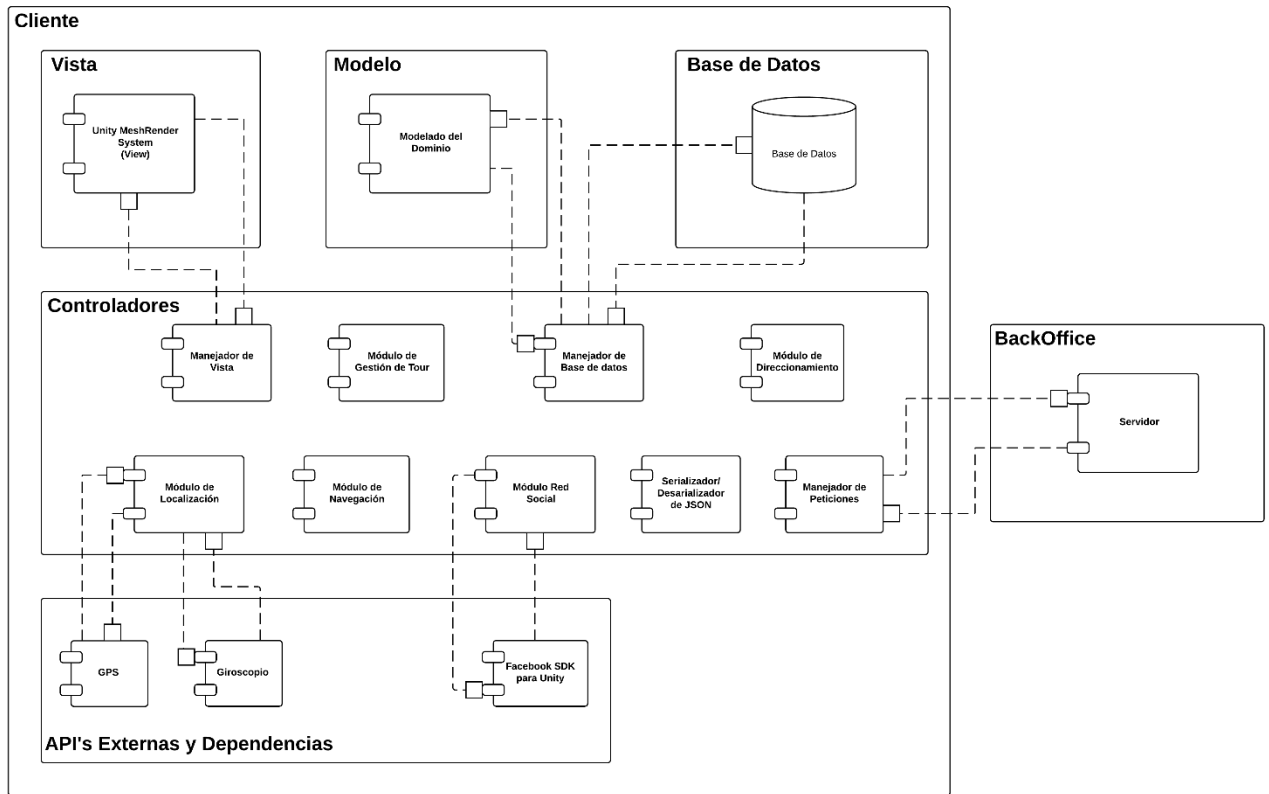 Cliente
Vista
Modelo
Base de Datos
Unity MeshRender
System
(View)
Modelado del
Dominio
Base de Datos
Controladores
Manejador de
Vista
Módulo de
Gestión de Tour
Manejador de
Base de datos
Módulo de
Direccionamiento
BackOffice
Servidor
Módulo de
Localización
Módulo de
Navegación
Módulo Red
Social
Serializador/
Desarializador
de JSON
Manejador de
Peticiones
GPS
Giroscopio
Facebook SDK
para Unity
API's Externas y Dependencias